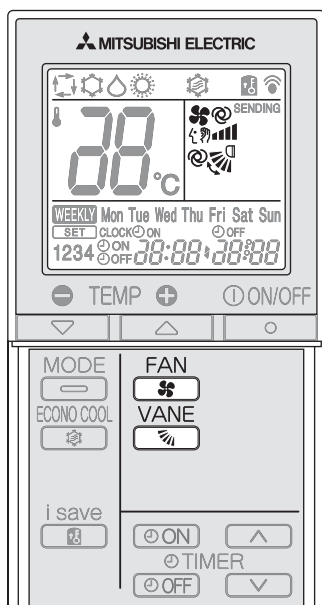 MITSUBISHI ELECTRIC
SENDING
88°C
WEEKLY Mon Tue Wed Thu Fri Sat Sun
SET CLOCK ON OFF
1234 ON OFF 88:88 88:88
TEMP ON/OFF
MODE FAN
ECONO COOL VANE
i save
ON
TIMER
OFF